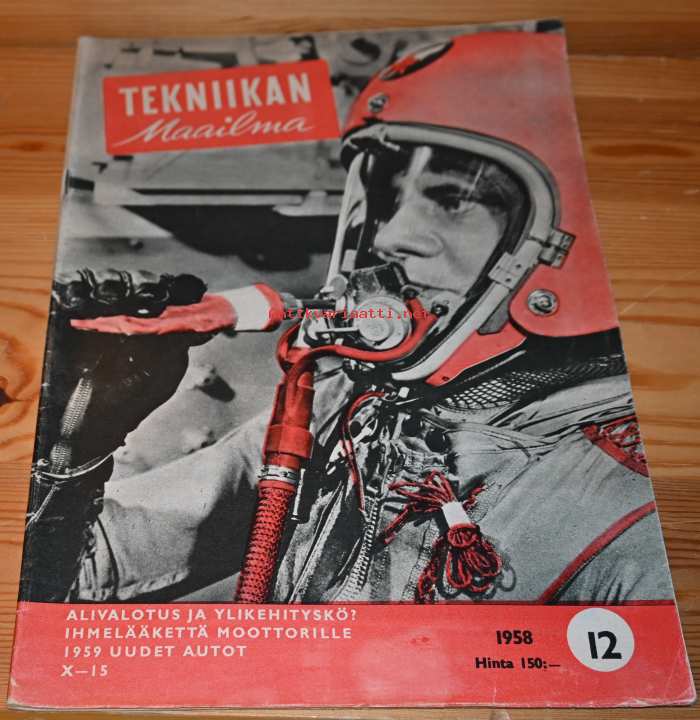 TEKNIIKAN
Maailma
antikvariaatti.net
ALIVALOTUS JA YLIKEHITYSKÖ?
IHMELÄÄKETTÄ MOOTTORILLE
1959 UUDET AUTOT
X—15
1958
Hinta 150:—
12